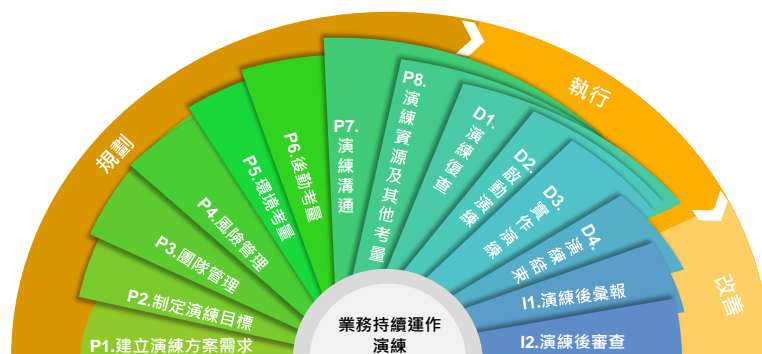 規劃
執行
改善
P1.建立演練方案需求
P2.制定演練目標
P3.團隊管理
P4.風險管理
P5.環境考量
P6.後勤考量
P7.演練溝通
P8.演練資源及其他考量
D1.演練復查
D2.啟動演練
D3.實作演練
D4.演練結束
I1.演練後彙報
I2.演練後審查
業務持續運作
演練